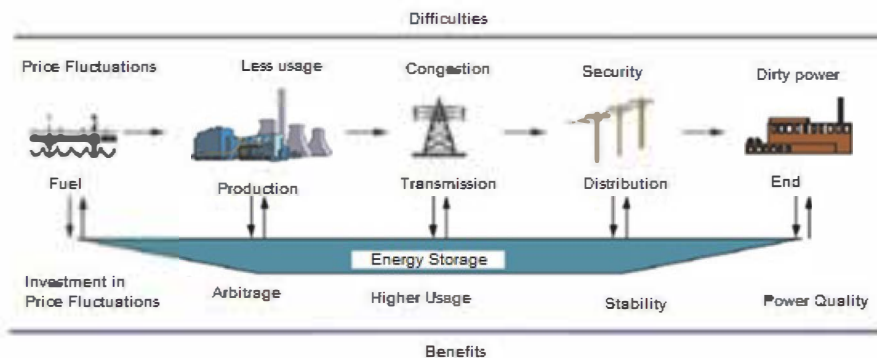 Difficulties
Price Fluctuations
Less usage
Congestion
Security
Dirty power
Fuel
Production
Transmission
Distribution
End
Energy Storage
Investment in
Price Fluctuations
Arbitrage
Higher Usage
Stability
Power Quality
Benefits